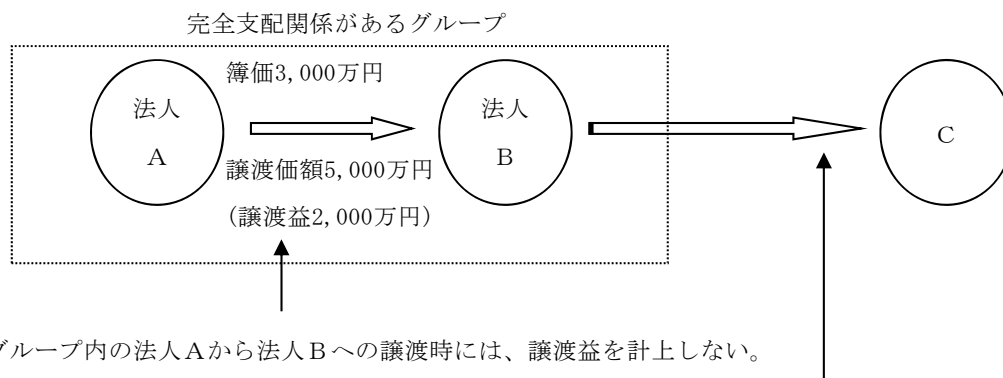 完全支配関係があるグループ
簿価3,000万円
法人
A
法人
B
C
譲渡価額5,000万円
(譲渡益2,000万円)
グループ内の法人Aから法人Bへの譲渡時には、譲渡益を計上しない。